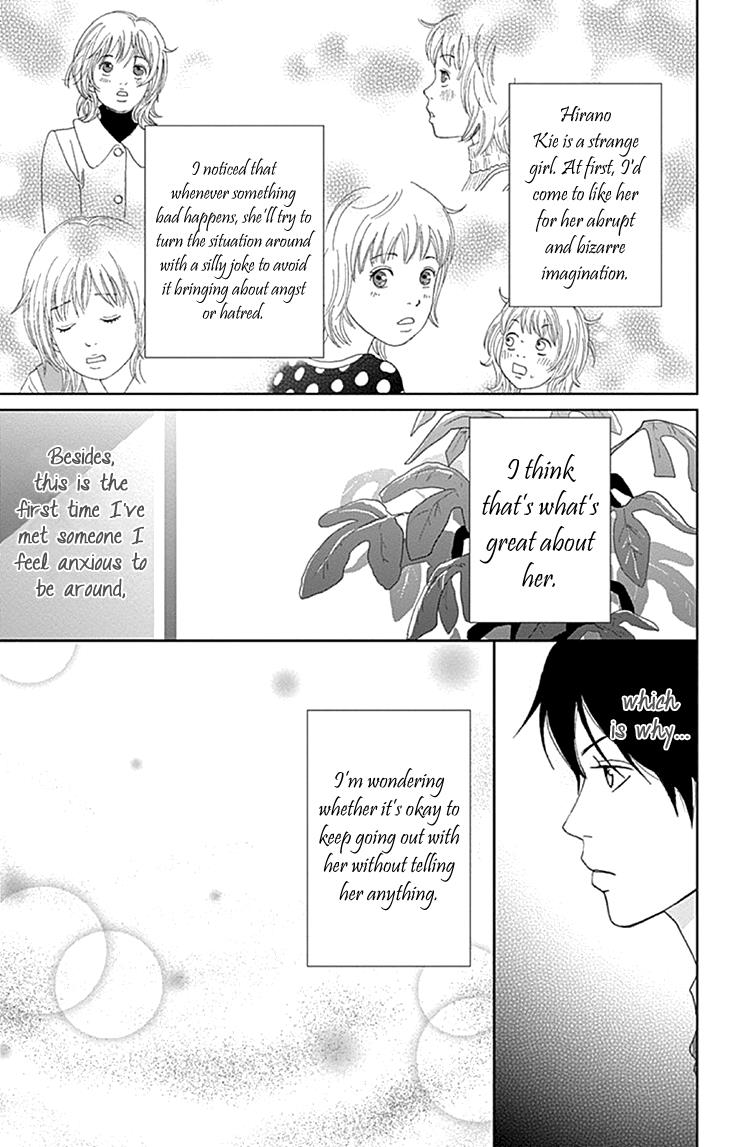 Hirano
Kie is a strange
girl. At first, I'd
come to like her
for her abrupt
and bizarre
imagination.
I noticed that
whenever something
bad happens, she'll try to
turn the situation around
with a silly joke to avoid
it bringing about angst
or hatred.
I think
that's what's
great about
her.
Besides,
this is the
first time I've
met someone I
feel anxious to
be around,
which
is why...
I'm wondering
whether it's okay to
keep going out with
her without telling
her anything.